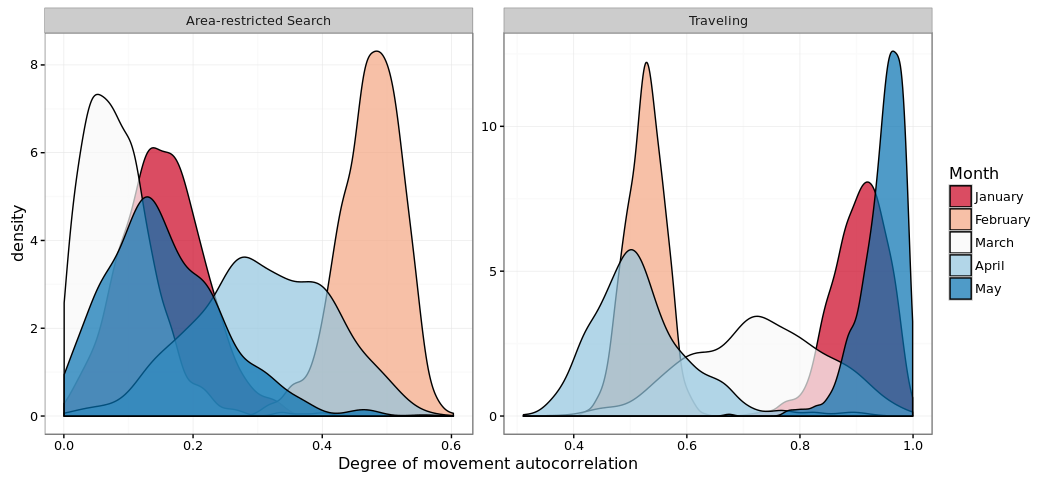 Area-restricted Search
Traveling
density
8
6
4
2
0
10
5
0
0.0 0.2 0.4 0.6
0.4 0.6 0.8 1.0
Degree of movement autocorrelation
Month
January
February
March
April
May